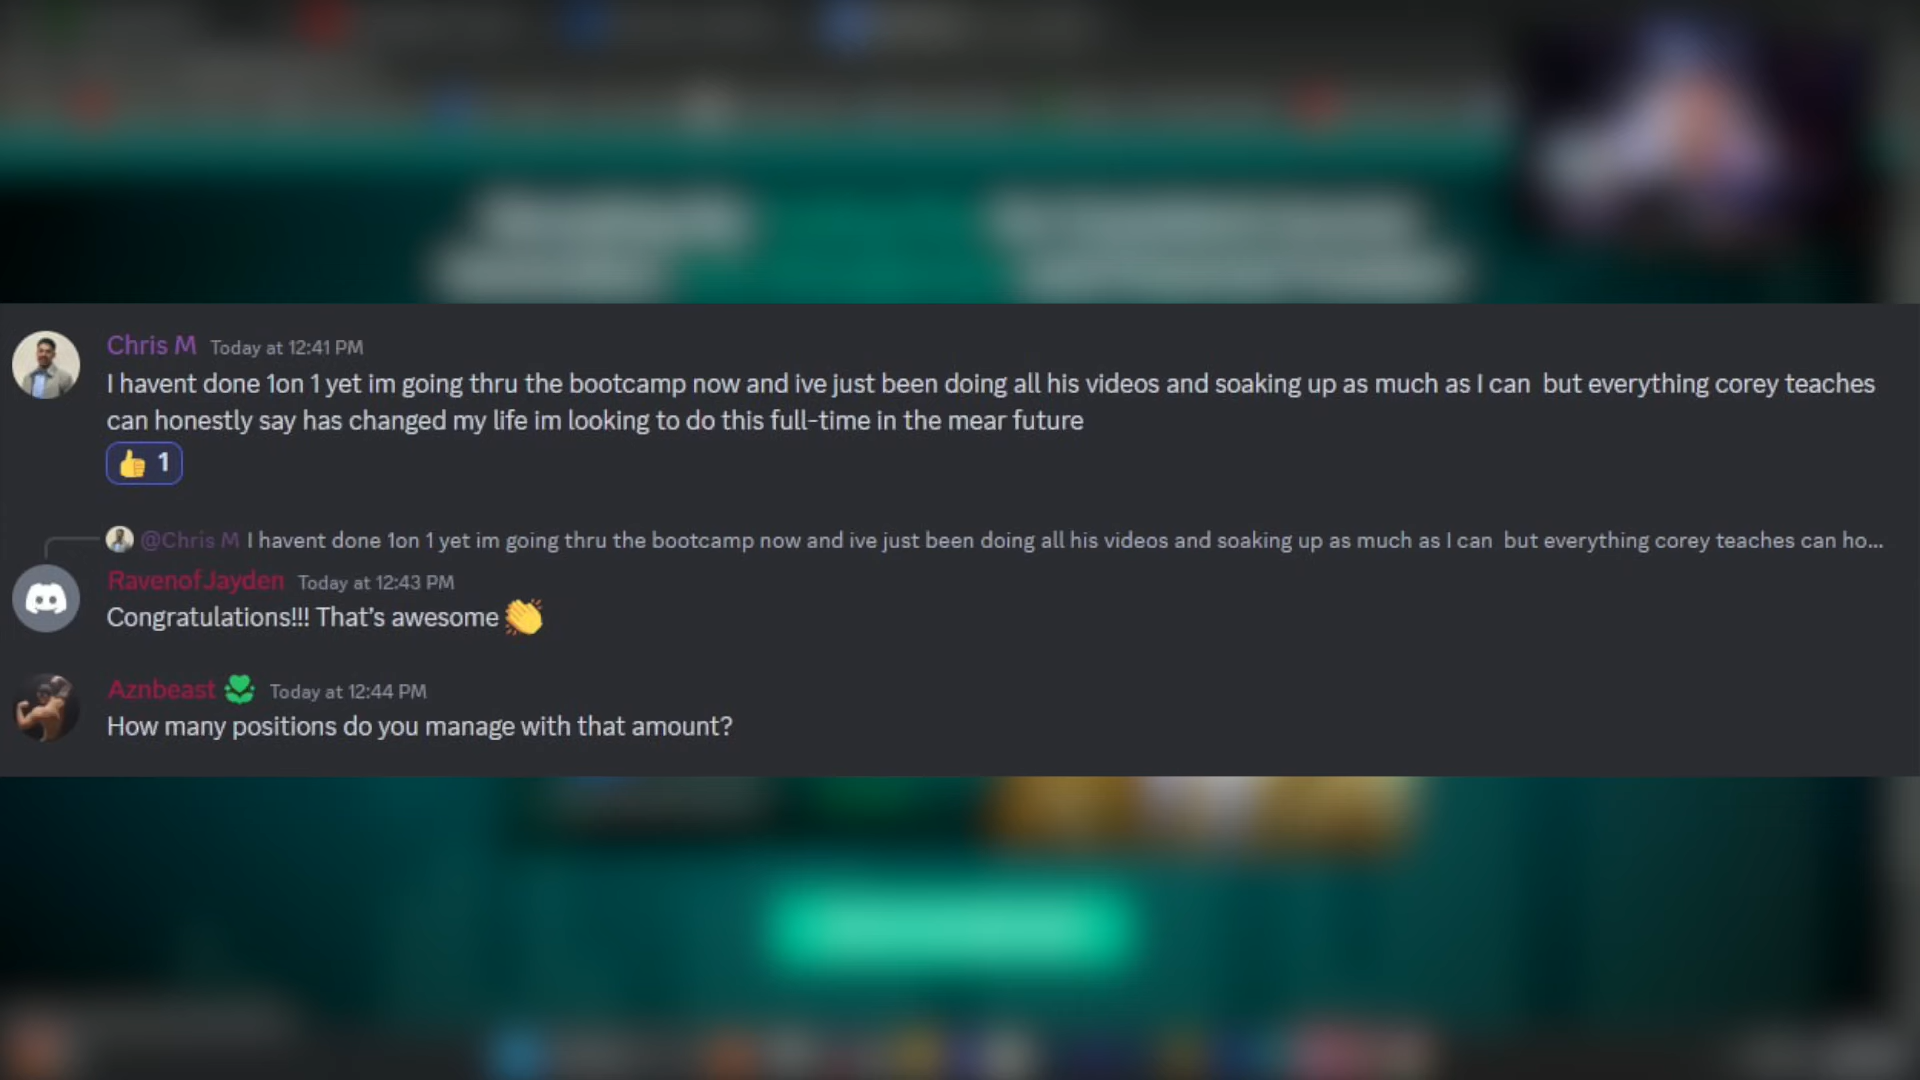 Chris M Today at 12:41 PM
I havent done 1on 1 yet im going thru the bootcamp now and ive just been doing all his videos and soaking up as much as I can but everything corey teaches
can honestly say has changed my life im looking to do this full-time in the mear future
👍 1
@Chris M I havent done 1on 1 yet im going thru the bootcamp now and ive just been doing all his videos and soaking up as much as I can but everything corey teaches can ho...
RavenofJayden Today at 12:43 PM
Congratulations!!! That's awesome 👏
Aznbeast Today at 12:44 PM
How many positions do you manage with that amount?